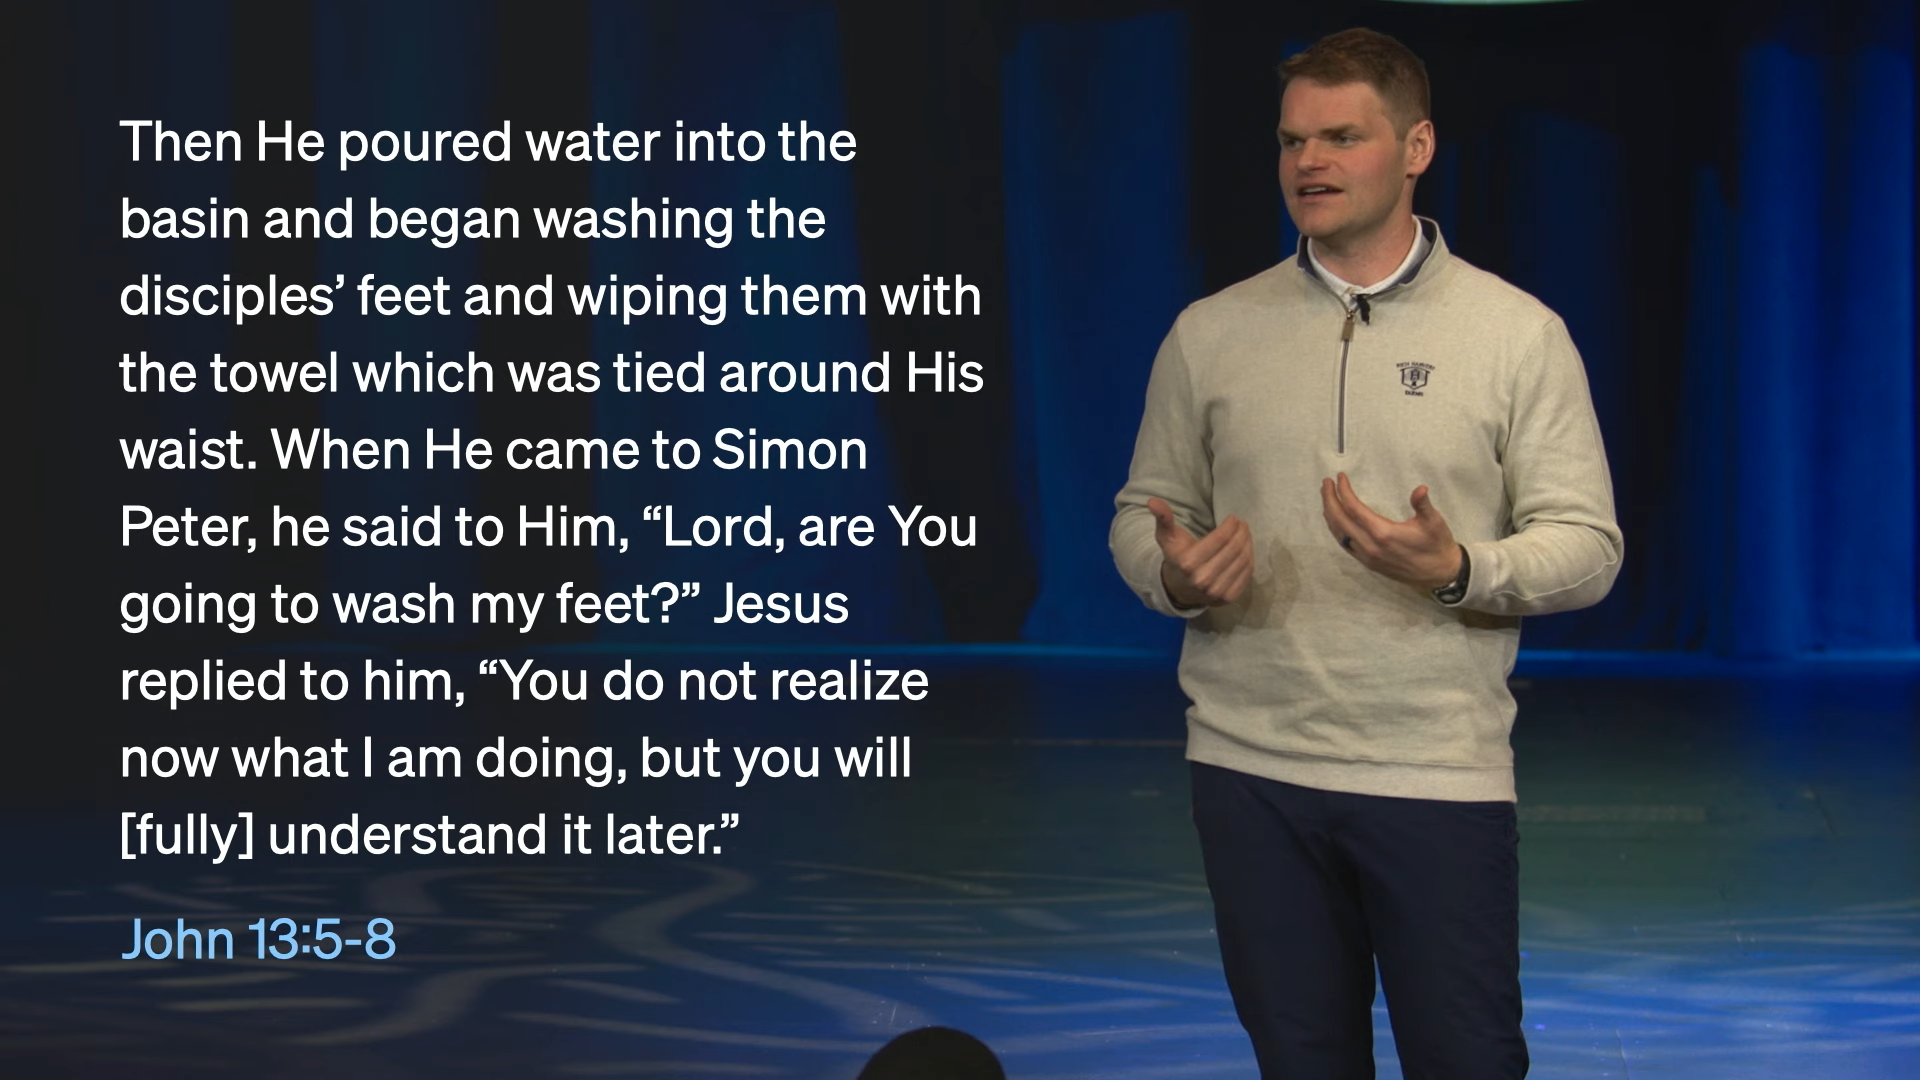 Then He poured water into the
basin and began washing the
disciples’ feet and wiping them with
the towel which was tied around His
waist. When He came to Simon
Peter, he said to Him, “Lord, are You
going to wash my feet?” Jesus
replied to him, “You do not realize
now what I am doing, but you will
[fully] understand it later.”
John 13:5-8